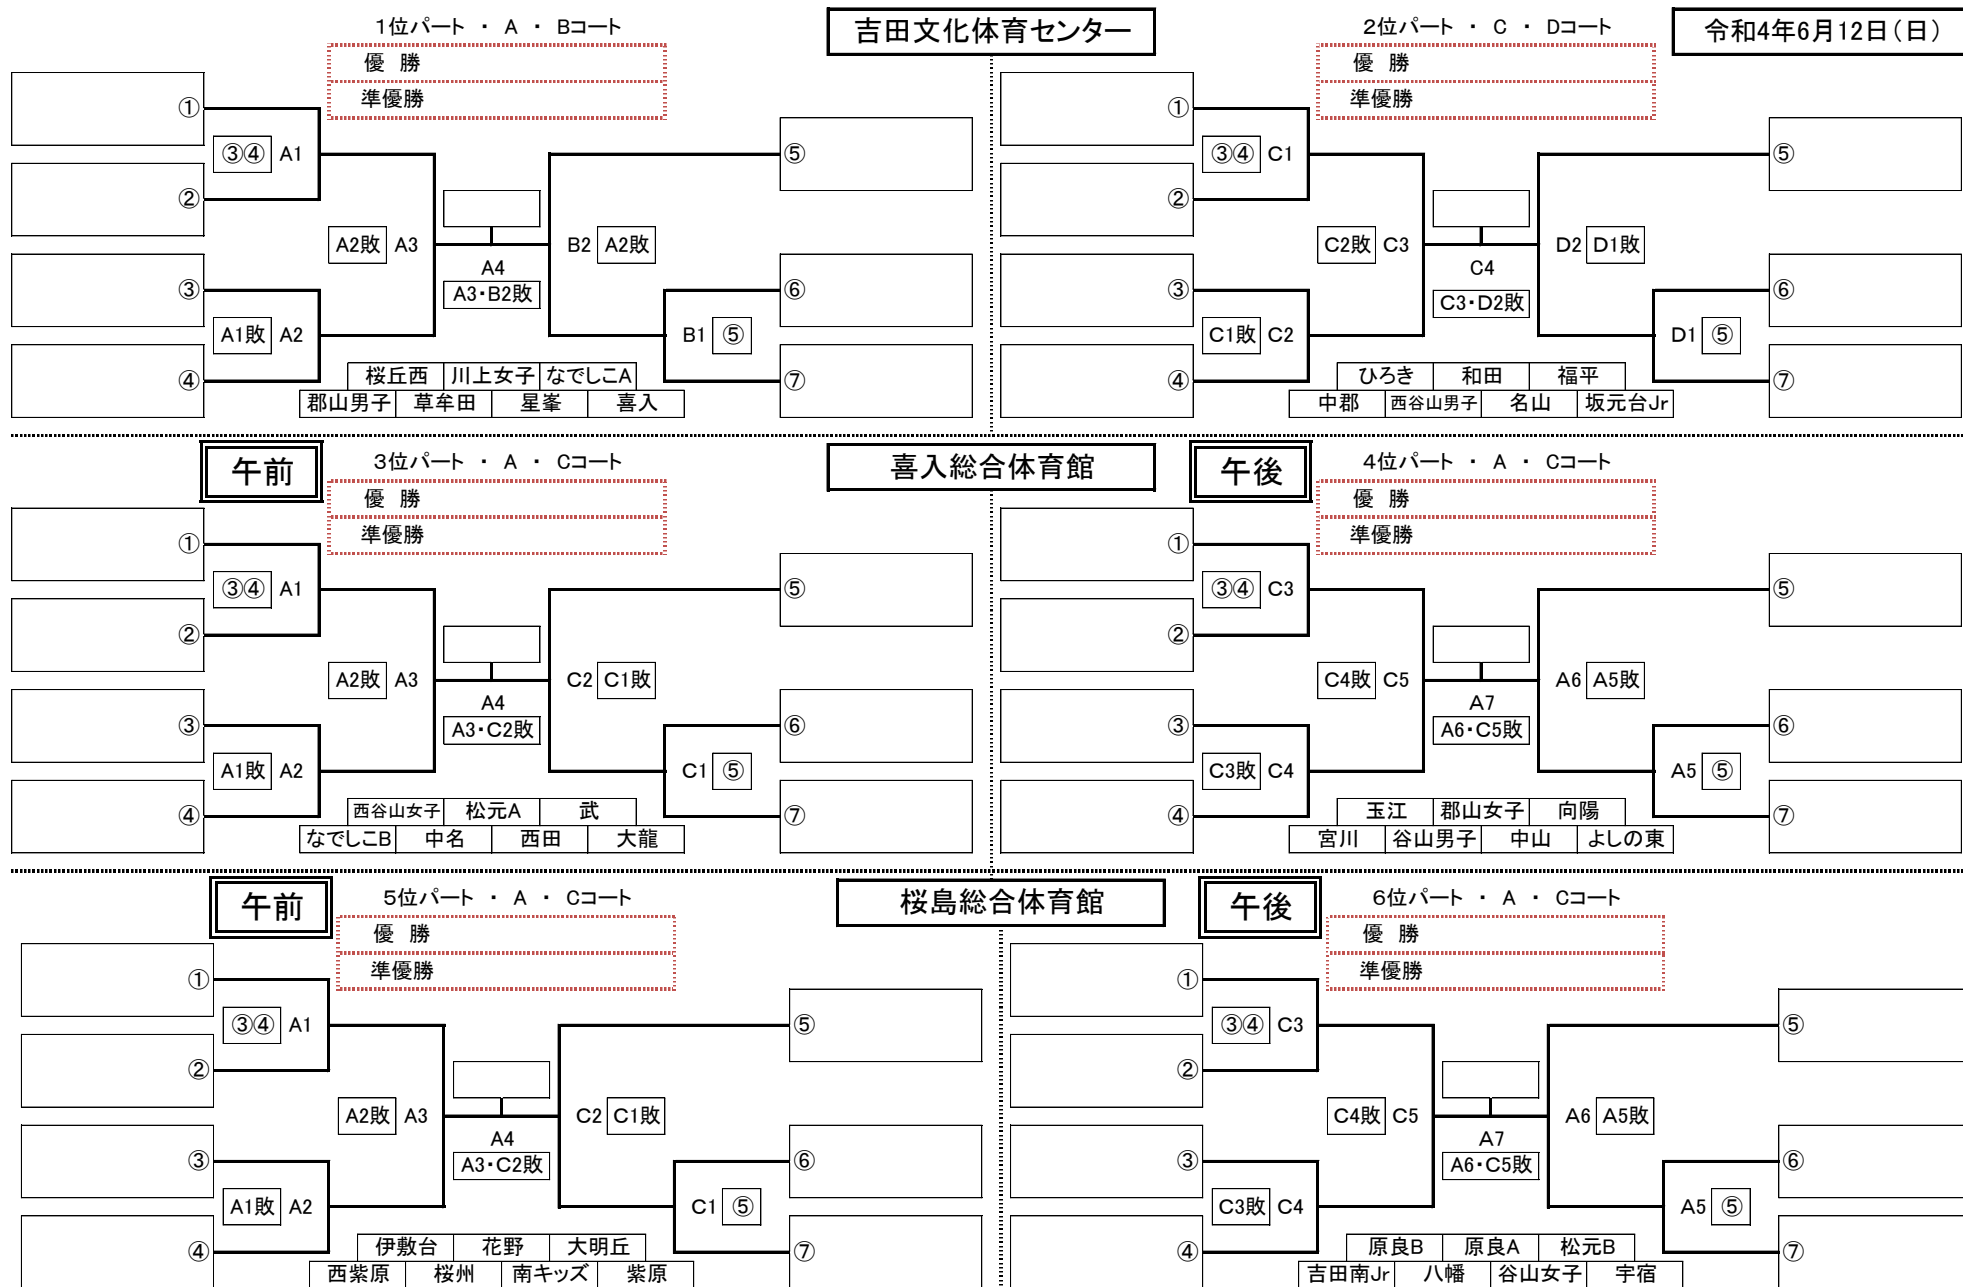 1位パート ・ A ・ Bコート
吉田文化体育センター
2位パート ・ C ・ Dコート
令和4年6月12日(日)
優 勝
準優勝
①
③④ A1
②
A2敗 A3
③
A1敗 A2
④
A4
A3・B2敗
B2 A2敗
⑤
⑥
B1 ⑤
⑦
桜丘西 川上女子 なでしこA
郡山男子 草牟田 星峯 喜入
優 勝
準優勝
①
③④ C1
②
C2敗 C3
③
C1敗 C2
④
C4
C3・D2敗
D2 D1敗
⑤
⑥
D1 ⑤
⑦
ひろき 和田 福平
中郡 西谷山男子 名山 坂元台Jr
午前
3位パート ・ A ・ Cコート
喜入総合体育館
午後
4位パート ・ A ・ Cコート
優 勝
準優勝
①
③④ A1
②
A2敗 A3
③
A1敗 A2
④
A4
A3・C2敗
C2 C1敗
⑤
⑥
C1 ⑤
⑦
西谷山女子 松元A 武
なでしこB 中名 西田 大龍
優 勝
準優勝
①
③④ C3
②
C4敗 C5
③
C3敗 C4
④
A7
A6・C5敗
A6 A5敗
⑤
⑥
A5 ⑤
⑦
玉江 郡山女子 向陽
宮川 谷山男子 中山 よしの東
午前
5位パート ・ A ・ Cコート
桜島総合体育館
午後
6位パート ・ A ・ Cコート
優 勝
準優勝
①
③④ A1
②
A2敗 A3
③
A1敗 A2
④
A4
A3・C2敗
C2 C1敗
⑤
⑥
C1 ⑤
⑦
伊敷台 花野 大明丘
西紫原 桜州 南キッズ 紫原
優 勝
準優勝
①
③④ C3
②
C4敗 C5
③
C3敗 C4
④
A7
A6・C5敗
A6 A5敗
⑤
⑥
A5 ⑤
⑦
原良B 原良A 松元B
吉田南Jr 八幡 谷山女子 宇宿